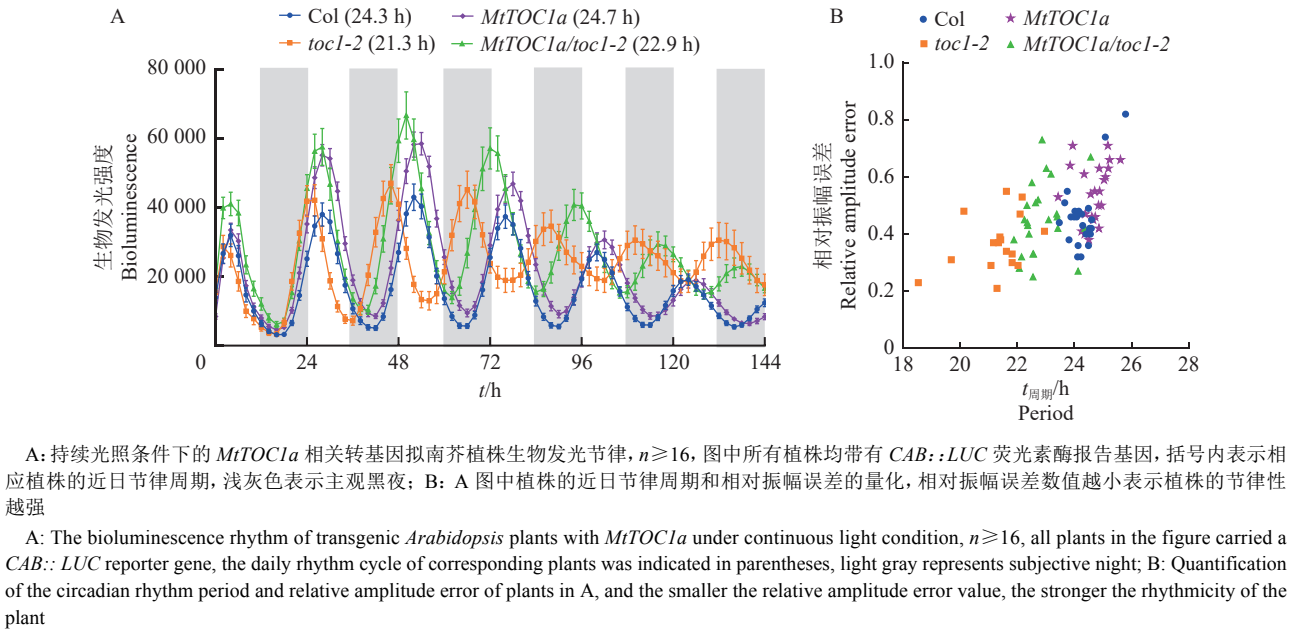 A
Col (24.3 h)
MtTOC1a (24.7 h)
toc1-2 (21.3 h)
MtTOC1a/toc1-2 (22.9 h)
80 000
60 000
40 000
20 000
0
24
48
72
96
120
144
t/h
生物发光强度
Bioluminescence
B
Col
MtTOC1a
toc1-2
MtTOC1a/toc1-2
1.0
0.8
0.6
0.4
0.2
0
18
20
22
24
26
28
t周期/h
Period
相对振幅误差
Relative amplitude error
A：持续光照条件下的 MtTOC1a 相关转基因拟南芥植株生物发光节律，n≥16，图中所有植株均带有 CAB::LUC 荧光素酶报告基因，括号内表示相
应植株的近日节律周期，浅灰色表示主观黑夜；B：A 图中植株的近日节律周期和相对振幅误差的量化，相对振幅误差数值越小表示植株的节律性
越强
A: The bioluminescence rhythm of transgenic Arabidopsis plants with MtTOC1a under continuous light condition, n≥16, all plants in the figure carried a
CAB:: LUC reporter gene, the daily rhythm cycle of corresponding plants was indicated in parentheses, light gray represents subjective night; B: Quantification
of the circadian rhythm period and relative amplitude error of plants in A, and the smaller the relative amplitude error value, the stronger the rhythmicity of the
plant